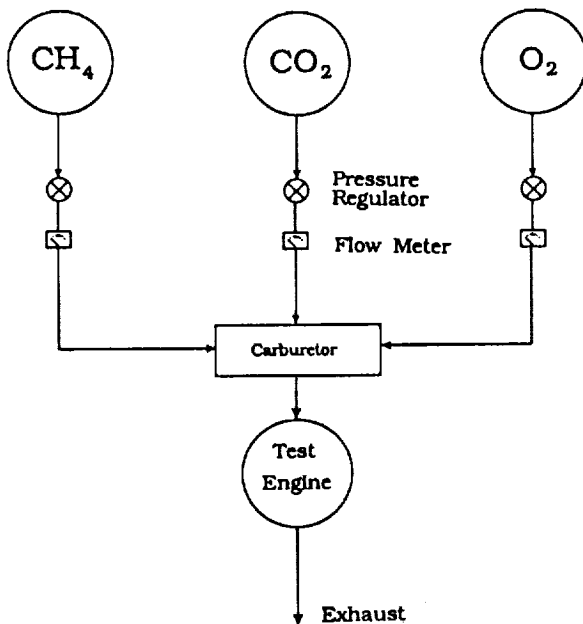 CH₄
CO₂
O₂
Pressure
Regulator
Flow Meter
Carburetor
Test
Engine
Exhaust